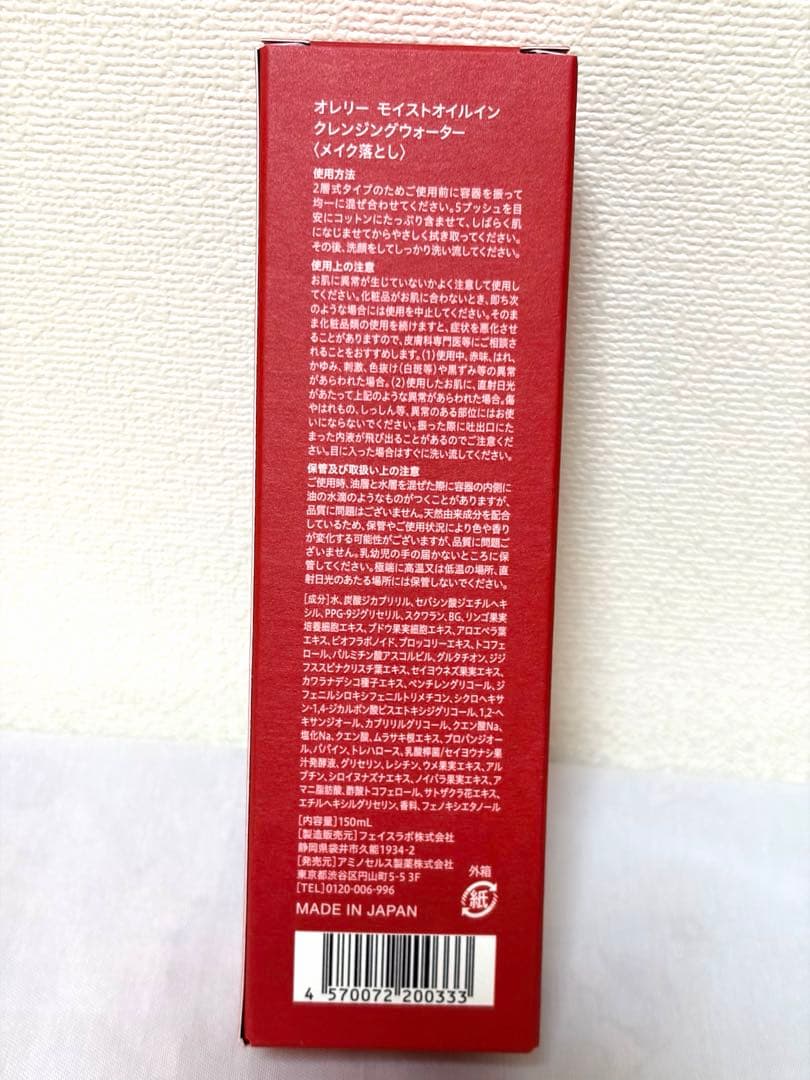 オレリー モイストオイルイン
クレンジングウォーター
〈メイク落とし〉
使用方法
2層式タイプのためご使用前に容器を振って
均一に混ぜ合わせてください。5プッシュを目
安にコットンにたっぷり含ませて、しばらく肌
になじませてからやさしく拭き取ってください。
その後、洗顔をしてしっかり洗い流してください。
使用上の注意
お肌に異常が生じていないかよく注意して使用し
てください。化粧品がお肌に合わないとき、即ち次
のような場合には使用を中止してください。そのま
ま化粧品類の使用を続けますと、症状を悪化させ
ることがありますので、皮膚科専門医等にご相談さ
れることをおすすめします。(1)使用中、赤味、はれ、
かゆみ、刺激、色抜け(白斑等)や黒ずみ等の異常
があらわれた場合。(2)使用したお肌に、直射日光
があたって上記のような異常があらわれた場合。傷
やはれもの、しっしん等、異常のある部位にはお使
いにならないでください。振った際に吐出口にた
まった内液が飛び出ることがあるのでご注意くだ
さい。目に入った場合はすぐに洗い流してください。
保管及び取扱い上の注意
ご使用時、油層と水層を混ぜた際に容器の内側に
油の水滴のようなものがつくことがありますが、
品質に問題はございません。天然由来成分を配合
しているため、保管やご使用状況により色や香り
が変化する可能性がございますが、品質に問題ご
ざいません。乳幼児の手の届かないところに保
管してください。極端に高温又は低温の場所、直
射日光のあたる場所には保管しないでください。
[成分]水、炭酸ジカプリリル、セバシン酸ジエチルヘキ
シル、PPG-9ジグリセリル、スクワラン、BG、リンゴ果実
培養細胞エキス、ブドウ果実細胞エキス、アロエベラ葉
エキス、ビオフラボノイド、ブロッコリーエキス、トコフェ
ロール、パルミチン酸アスコルビル、グルタチオン、ジジ
フススピナクリスチ葉エキス、セイヨウネズ果実エキス、
カワラナデシコ種子エキス、ペンチレングリコール、ジ
フェニルシロキシフェニルトリメチコン、シクロヘキサ
ン-1,4-ジカルボン酸ビスエトキシジグリコール、1,2-ヘ
キサンジオール、カプリリルグリコール、クエン酸Na、
塩化Na、クエン酸、ムラサキ根エキス、プロパンジオー
ル、パパイン、トレハロース、乳酸桿菌/セイヨウナシ果
汁発酵液、グリセリン、レシチン、ウメ果実エキス、アル
ブチン、シロイヌナズナエキス、ノイバラ果実エキス、ア
マニ脂肪酸、酢酸トコフェロール、サトザクラ花エキス、
エチルヘキシルグリセリン、香料、フェノキシエタノール
[内容量]150mL
[製造販売元]フェイスラボ株式会社
静岡県袋井市久能1934-2
[発売元]アミノセルス製薬株式会社
東京都渋谷区円山町5-5 3F
[TEL]0120-006-996
外箱
紙
MADE IN JAPAN
4 570072 200333